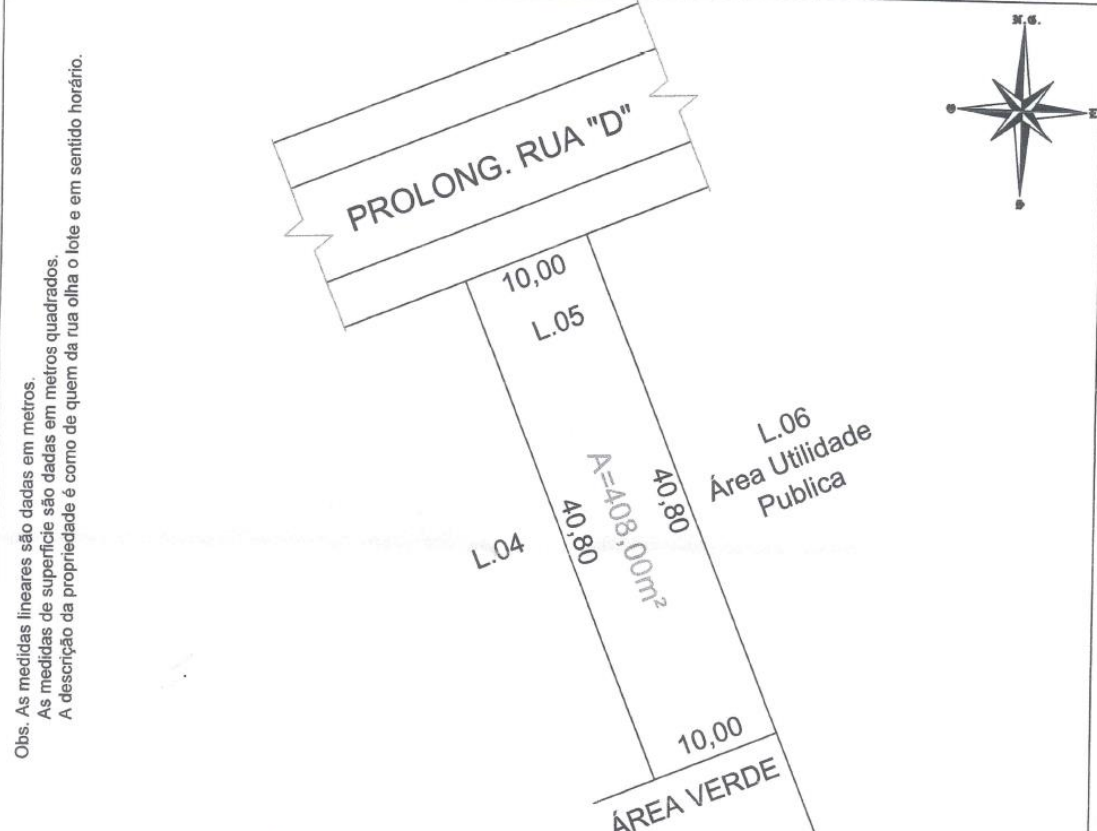 Obs. As medidas lineares são dadas em metros.
As medidas de superficie são dadas em metros quadrados.
A descrição da propriedade é como de quem da rua olha o lote e em sentido horário.
N.G.
PROLONG. RUA "D"
10,00
L.05
L.06
Área Utilidade
Publica
A=408,00m²
40,80
40,80
L.04
10,00
ÁREA VERDE